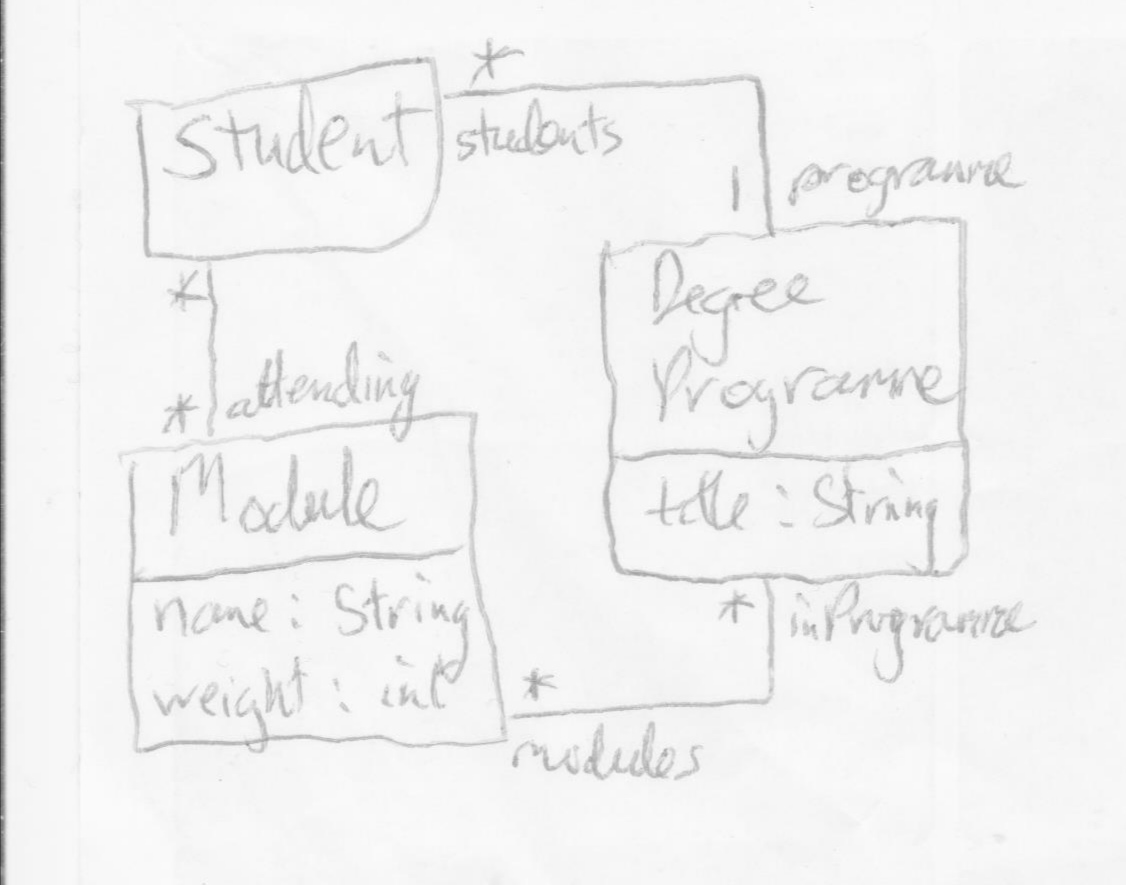 *
Student
students
1
programme
Degree
Programme
title : String
*
*
attending
Module
name : String
weight : int
*
inProgramme
*
modules